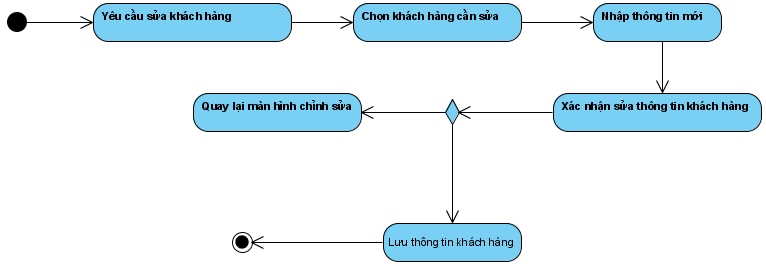 Yêu cầu sửa khách hàng
Chọn khách hàng cần sửa
Nhập thông tin mới
Quay lại màn hình chỉnh sửa
Xác nhận sửa thông tin khách hàng
Lưu thông tin khách hàng